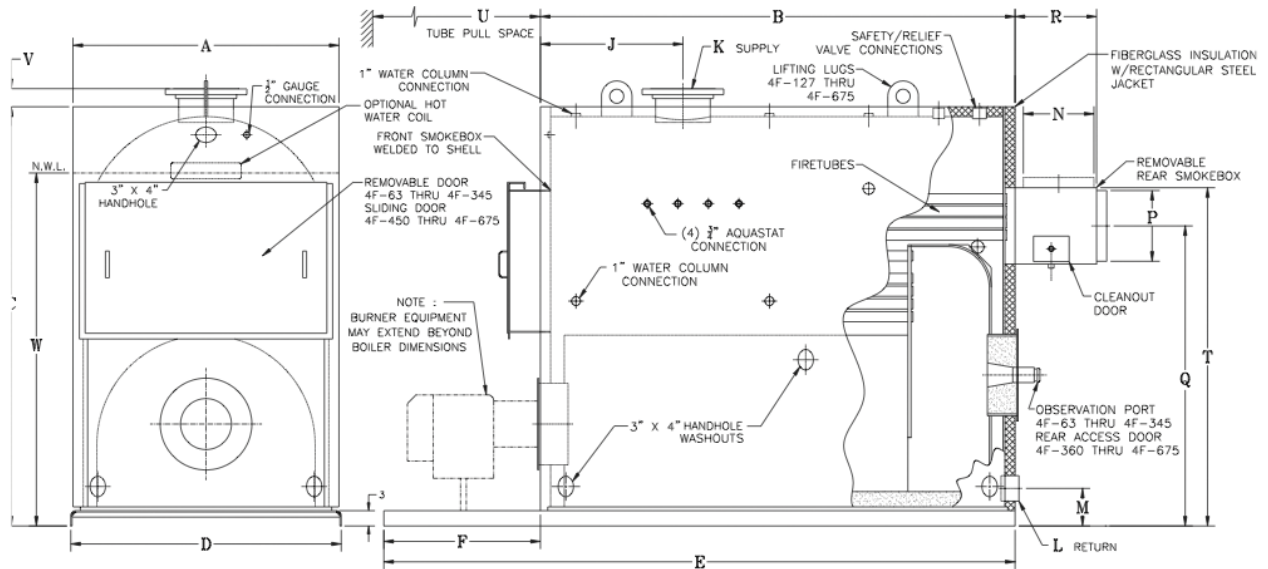 V
A
U
TUBE PULL SPACE
B
R
J
K SUPPLY
SAFETY/RELIEF
VALVE CONNECTIONS
FIBERGLASS INSULATION
W/RECTANGULAR STEEL
JACKET
1" WATER COLUMN
CONNECTION
LIFTING LUGS
4F-127 THRU
4F-675
½" GAUGE
CONNECTION
OPTIONAL HOT
WATER COIL
N
FRONT SMOKEBOX
WELDED TO SHELL
FIRETUBES
REMOVABLE
REAR SMOKEBOX
N.W.L.
3" X 4"
HANDHOLE
REMOVABLE DOOR
4F-63 THRU 4F-345
SLIDING DOOR
4F-450 THRU 4F-675
P
(4) ¾" AQUASTAT
CONNECTION
1" WATER COLUMN
CONNECTION
CLEANOUT
DOOR
NOTE :
BURNER EQUIPMENT
MAY EXTEND BEYOND
BOILER DIMENSIONS
W
Q
T
3" X 4" HANDHOLE
WASHOUTS
OBSERVATION PORT
4F-63 THRU 4F-345
REAR ACCESS DOOR
4F-360 THRU 4F-675
3
M
D
F
E
L RETURN